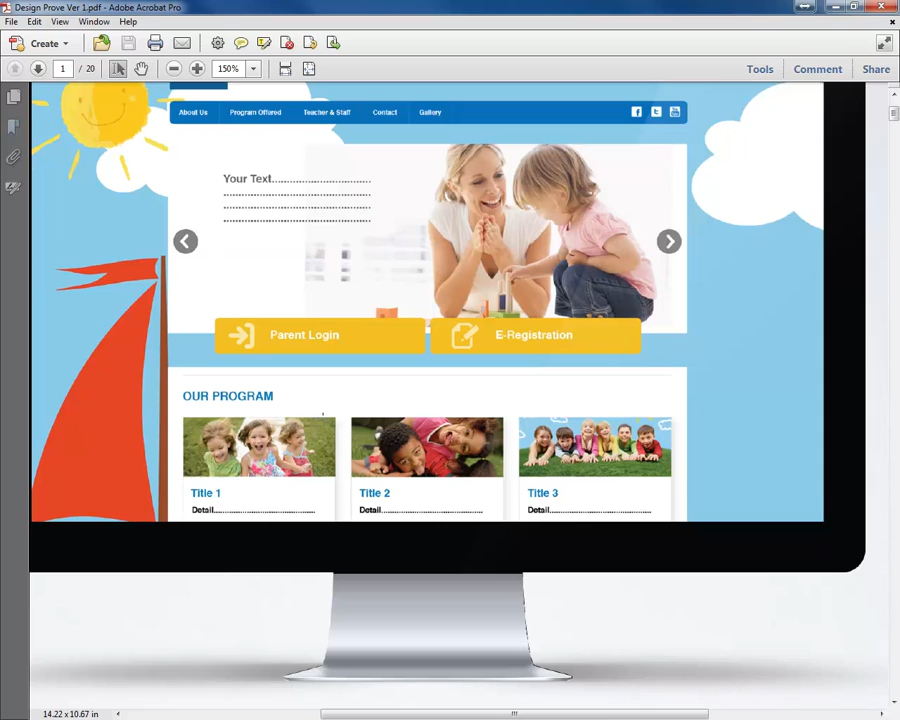 Design Prove Ver 1.pdf - Adobe Acrobat Pro
File Edit View Window Help
Create
1 / 20 150% Tools Comment Share
About Us Program Offered Teacher & Staff Contact Gallery
Your Text
Parent Login E-Registration
OUR PROGRAM
Title 1 Title 2 Title 3
Detail Detail Detail
14.22 x 10.67 in